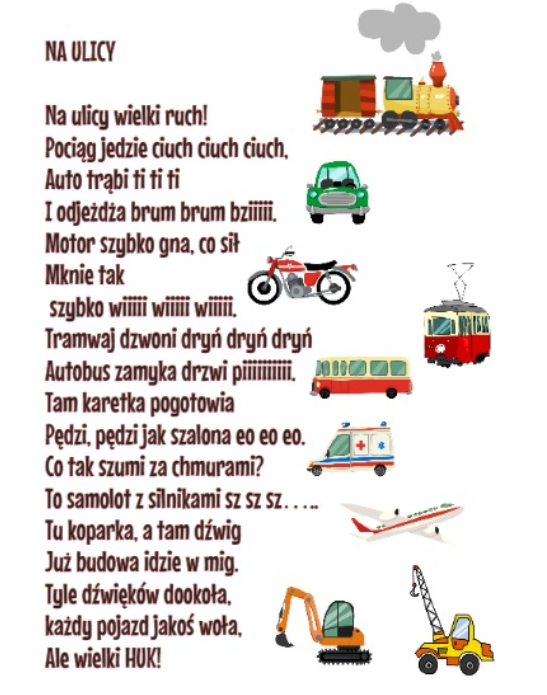 NA ULICY
Na ulicy wielki ruch!
Pociąg jedzie ciuch ciuch ciuch,
Auto trąbi ti ti ti
I odjeżdża brum brum bziiiii.
Motor szybko gna, co sił
Mknie tak
szybko wiiiii wiiiii wiiiii.
Tramwaj dzwoni dryń dryń dryń
Autobus zamyka drzwi piiiiiiiiii.
Tam karetka pogotowia
Pędzi, pędzi jak szalona eo eo eo.
Co tak szumi za chmurami?
To samolot z silnikami sz sz sz.....
Tu koparka, a tam dźwig
Już budowa idzie w mig.
Tyle dźwięków dookoła,
każdy pojazd jakoś woła,
Ale wielki HUK!